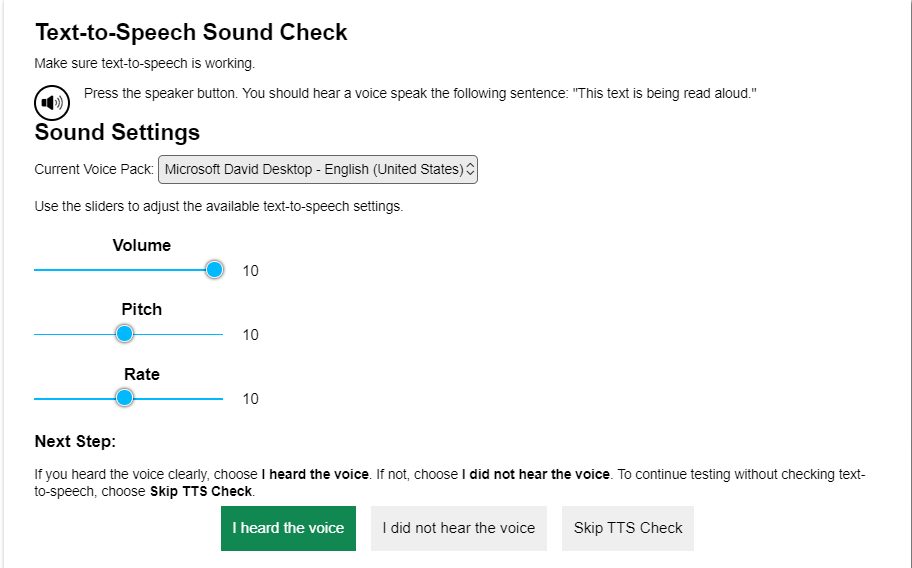 Text-to-Speech Sound Check
Make sure text-to-speech is working.
Press the speaker button. You should hear a voice speak the following sentence: "This text is being read aloud."
Sound Settings
Current Voice Pack: Microsoft David Desktop - English (United States)
Use the sliders to adjust the available text-to-speech settings.
Volume
10
Pitch
10
Rate
10
Next Step:
If you heard the voice clearly, choose I heard the voice. If not, choose I did not hear the voice. To continue testing without checking text-
to-speech, choose Skip TTS Check.
I heard the voice I did not hear the voice Skip TTS Check